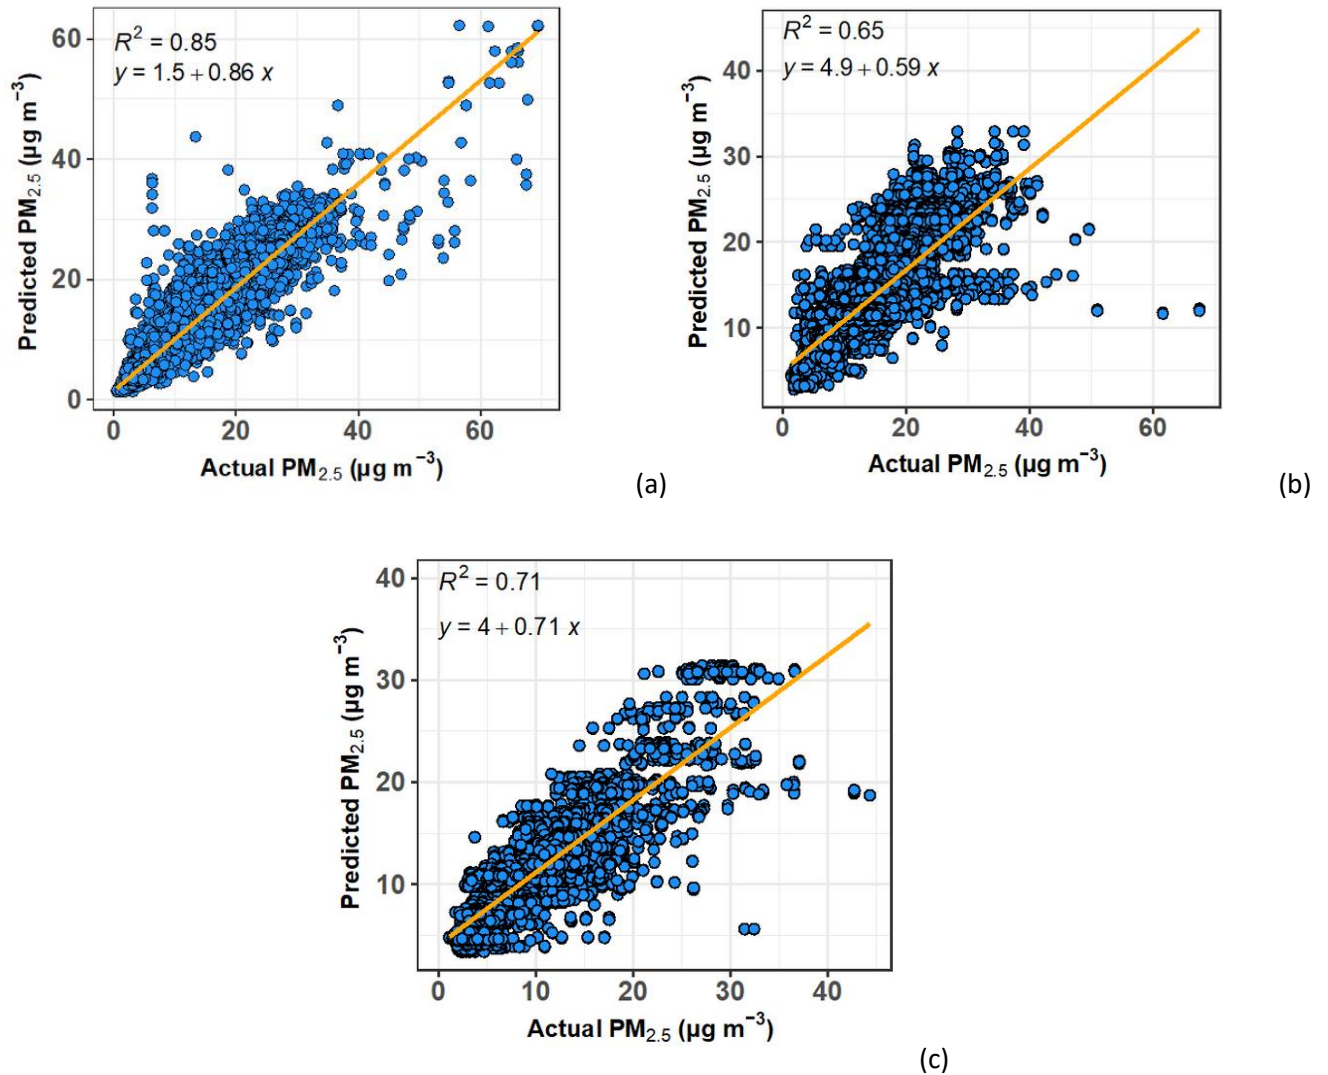 R² = 0.85
y = 1.5 + 0.86 x
Predicted PM₂.₅ (µg m⁻³)
60
40
20
0
0 20 40 60
Actual PM₂.₅ (µg m⁻³)
(a)
R² = 0.65
y = 4.9 + 0.59 x
Predicted PM₂.₅ (µg m⁻³)
40
30
20
10
0 20 40 60
Actual PM₂.₅ (µg m⁻³)
(b)
R² = 0.71
y = 4 + 0.71 x
Predicted PM₂.₅ (µg m⁻³)
40
30
20
10
0 10 20 30 40
Actual PM₂.₅ (µg m⁻³)
(c)